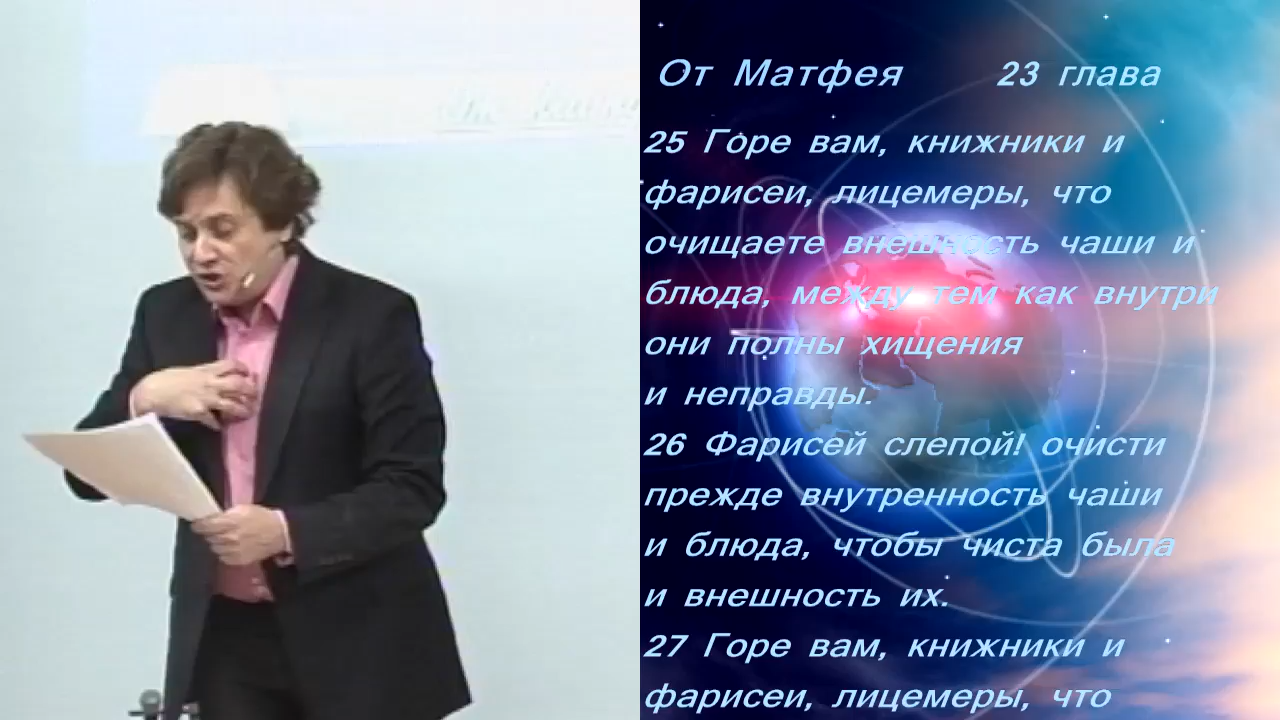 От Матфея 23 глава
25 Горе вам, книжники и
фарисеи, лицемеры, что
очищаете внешность чаши и
блюда, между тем как внутри
они полны хищения
и неправды.
26 Фарисей слепой! очисти
прежде внутренность чаши
и блюда, чтобы чиста была
и внешность их.
27 Горе вам, книжники и
фарисеи, лицемеры, что